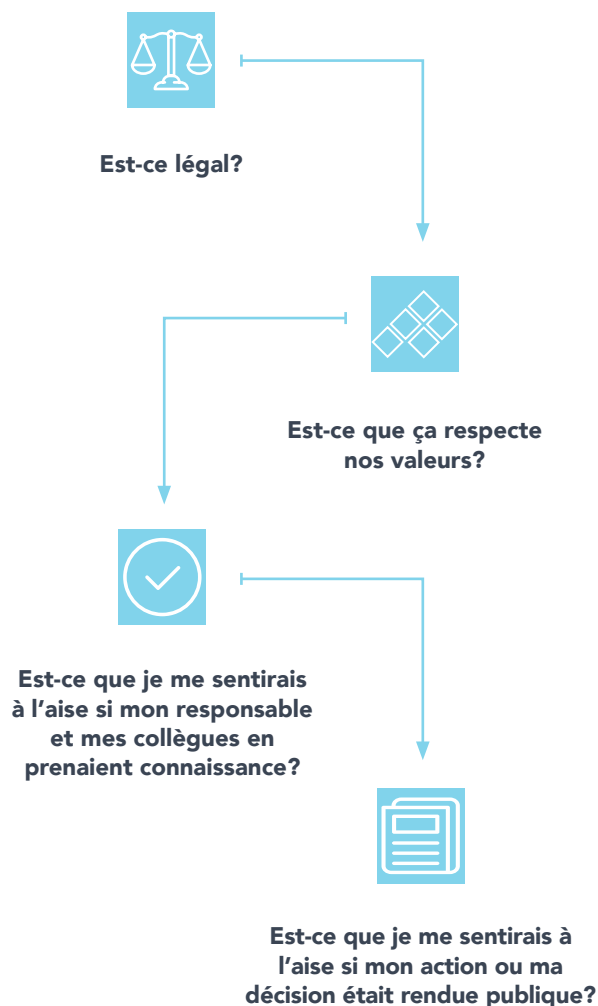 Est-ce légal?
Est-ce que ça respecte
nos valeurs?
Est-ce que je me sentirais
à l’aise si mon responsable
et mes collègues en
prenaient connaissance?
Est-ce que je me sentirais à
l’aise si mon action ou ma
décision était rendue publique?